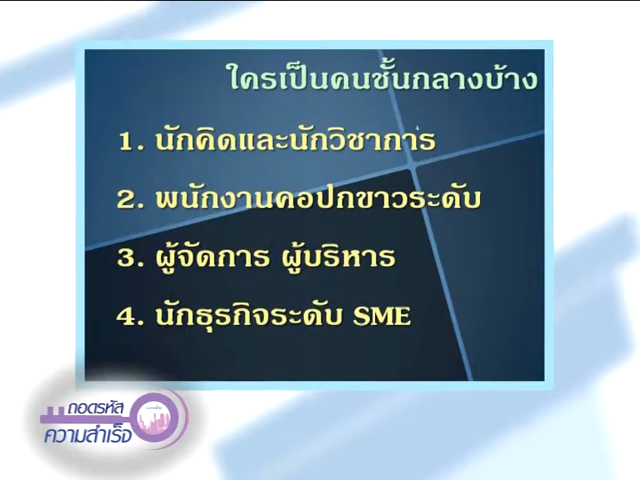 ใครเป็นคนชั้นกลางบ้าง
1. นักคิดและนักวิชาการ
2. พนักงานคอปกขาวระดับ
3. ผู้จัดการ ผู้บริหาร
4. นักธุรกิจระดับ SME
ถอดรหัส
ความสำเร็จ